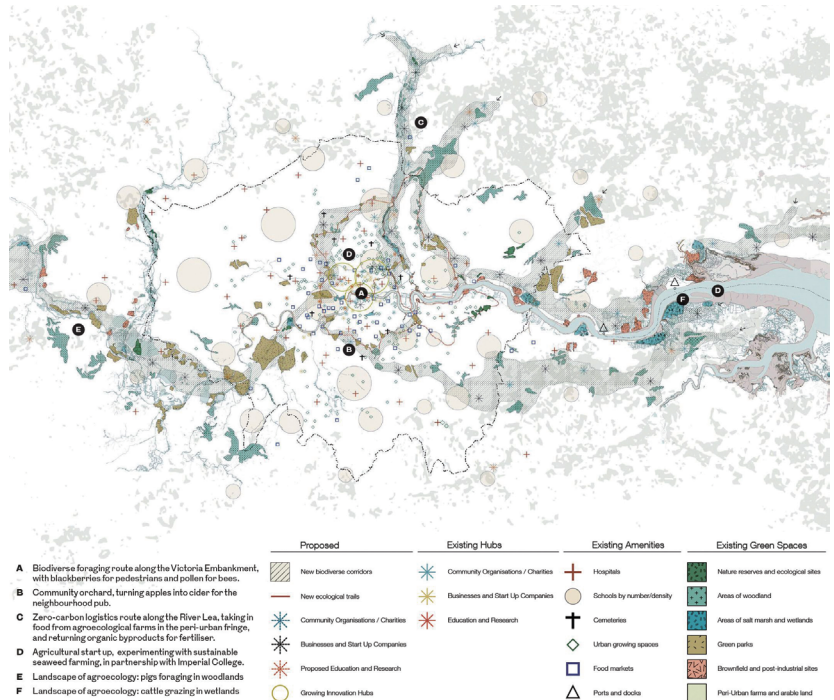 C
D
A
B
E
F
D
A Biodiverse foraging route along the Victoria Embankment,
with blackberries for pedestrians and pollen for bees.
B Community orchard, turning apples into cider for the
neighbourhood pub.
C Zero-carbon logistics route along the River Lea, taking in
food from agroecological farms in the peri-urban fringe,
and returning organic byproducts for fertiliser.
D Agricultural start up, experimenting with sustainable
seaweed farming, in partnership with Imperial College.
E Landscape of agroecology: pigs foraging in woodlands
F Landscape of agroecology: cattle grazing in wetlands
Proposed
New biodiverse corridors
New ecological trails
Community Organisations / Charities
Businesses and Start Up Companies
Proposed Education and Research
Growing Innovation Hubs
Existing Hubs
Community Organisations / Charities
Businesses and Start Up Companies
Education and Research
Existing Amenities
Hospitals
Schools by number/density
Cemeteries
Urban growing spaces
Food markets
Ports and docks
Existing Green Spaces
Nature reserves and ecological sites
Areas of woodland
Areas of salt marsh and wetlands
Green parks
Brownfield and post-industrial sites
Peri-Urban farms and arable land